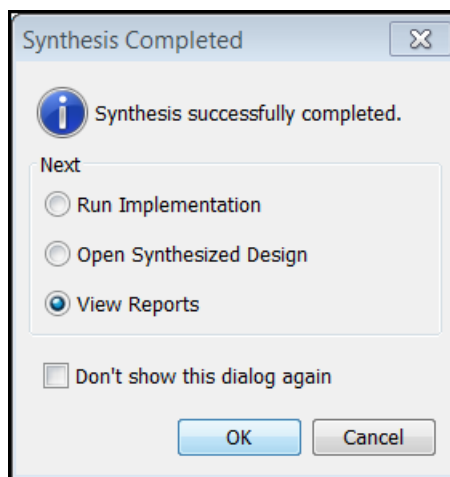 Synthesis Completed
Synthesis successfully completed.
Next
Run Implementation
Open Synthesized Design
View Reports
Don't show this dialog again
OK Cancel